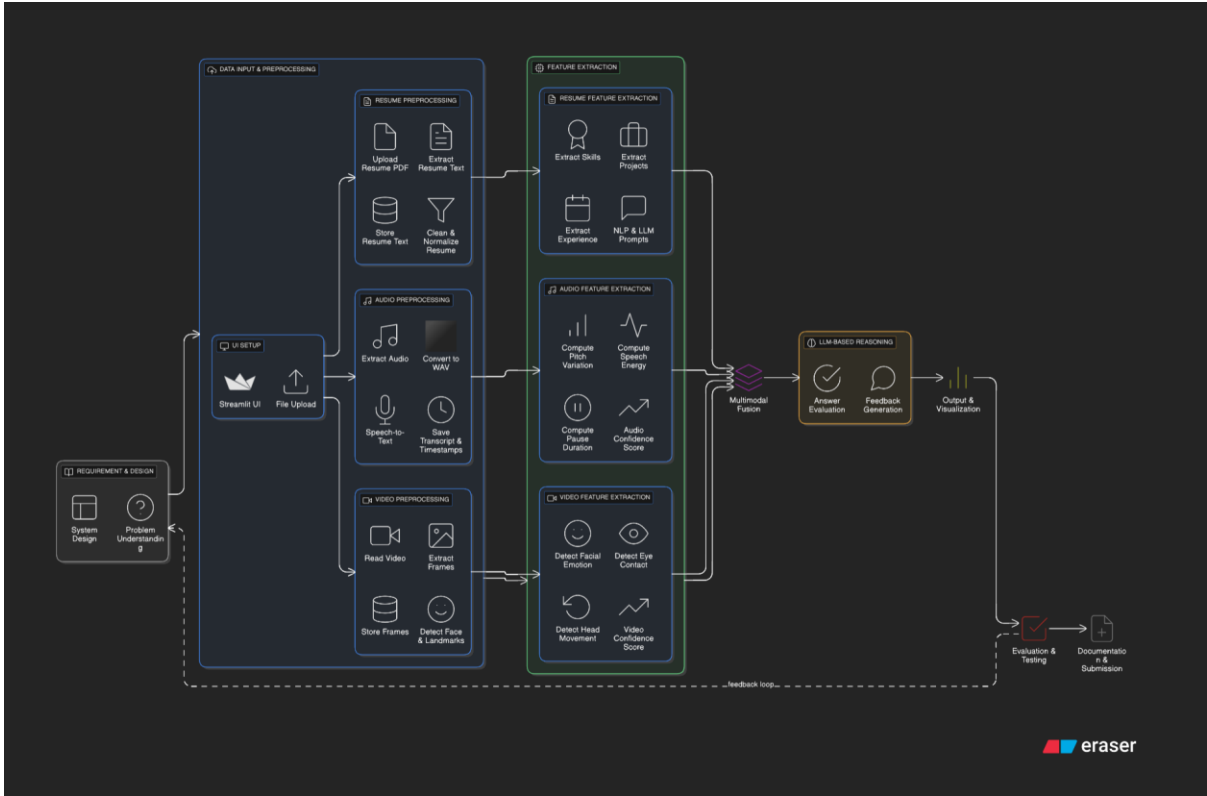 DATA INPUT & PREPROCESSING
RESUME PREPROCESSING
Upload
Resume PDF
Extract
Resume Text
Store
Resume Text
Clean &
Normalize
Resume
AUDIO PREPROCESSING
Extract Audio
Convert to
WAV
Speech-to-
Text
Save
Transcript &
Timestamps
VIDEO PREPROCESSING
Read Video
Extract
Frames
Store Frames
Detect Face
& Landmarks
UI SETUP
Streamlit UI
File Upload
REQUIREMENT & DESIGN
System
Design
Problem
Understandin
g
FEATURE EXTRACTION
RESUME FEATURE EXTRACTION
Extract Skills
Extract
Projects
Extract
Experience
NLP & LLM
Prompts
AUDIO FEATURE EXTRACTION
Compute
Pitch
Variation
Compute
Speech
Energy
Compute
Pause
Duration
Audio
Confidence
Score
VIDEO FEATURE EXTRACTION
Detect Facial
Emotion
Detect Eye
Contact
Detect Head
Movement
Video
Confidence
Score
Multimodal
Fusion
LLM-BASED REASONING
Answer
Evaluation
Feedback
Generation
Output &
Visualization
Evaluation &
Testing
Documentatio
n &
Submission
feedback loop
eraser